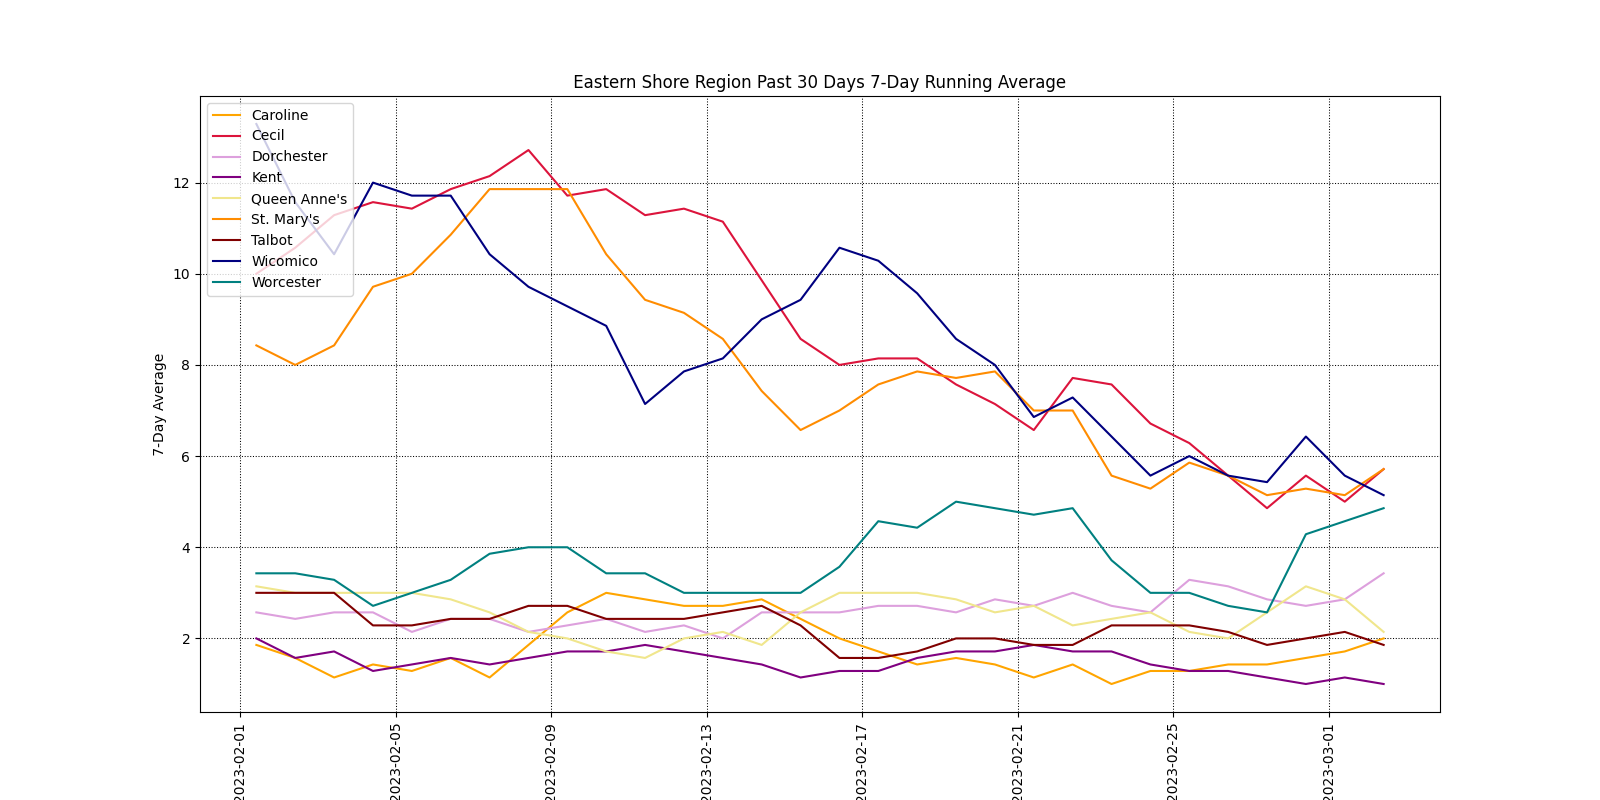 Eastern Shore Region Past 30 Days 7-Day Running Average
Caroline
Cecil
Dorchester
Kent
Queen Anne's
St. Mary's
Talbot
Wicomico
Worcester
12
10
8
6
4
2
7-Day Average
2023-02-01
2023-02-05
2023-02-09
2023-02-13
2023-02-17
2023-02-21
2023-02-25
2023-03-01